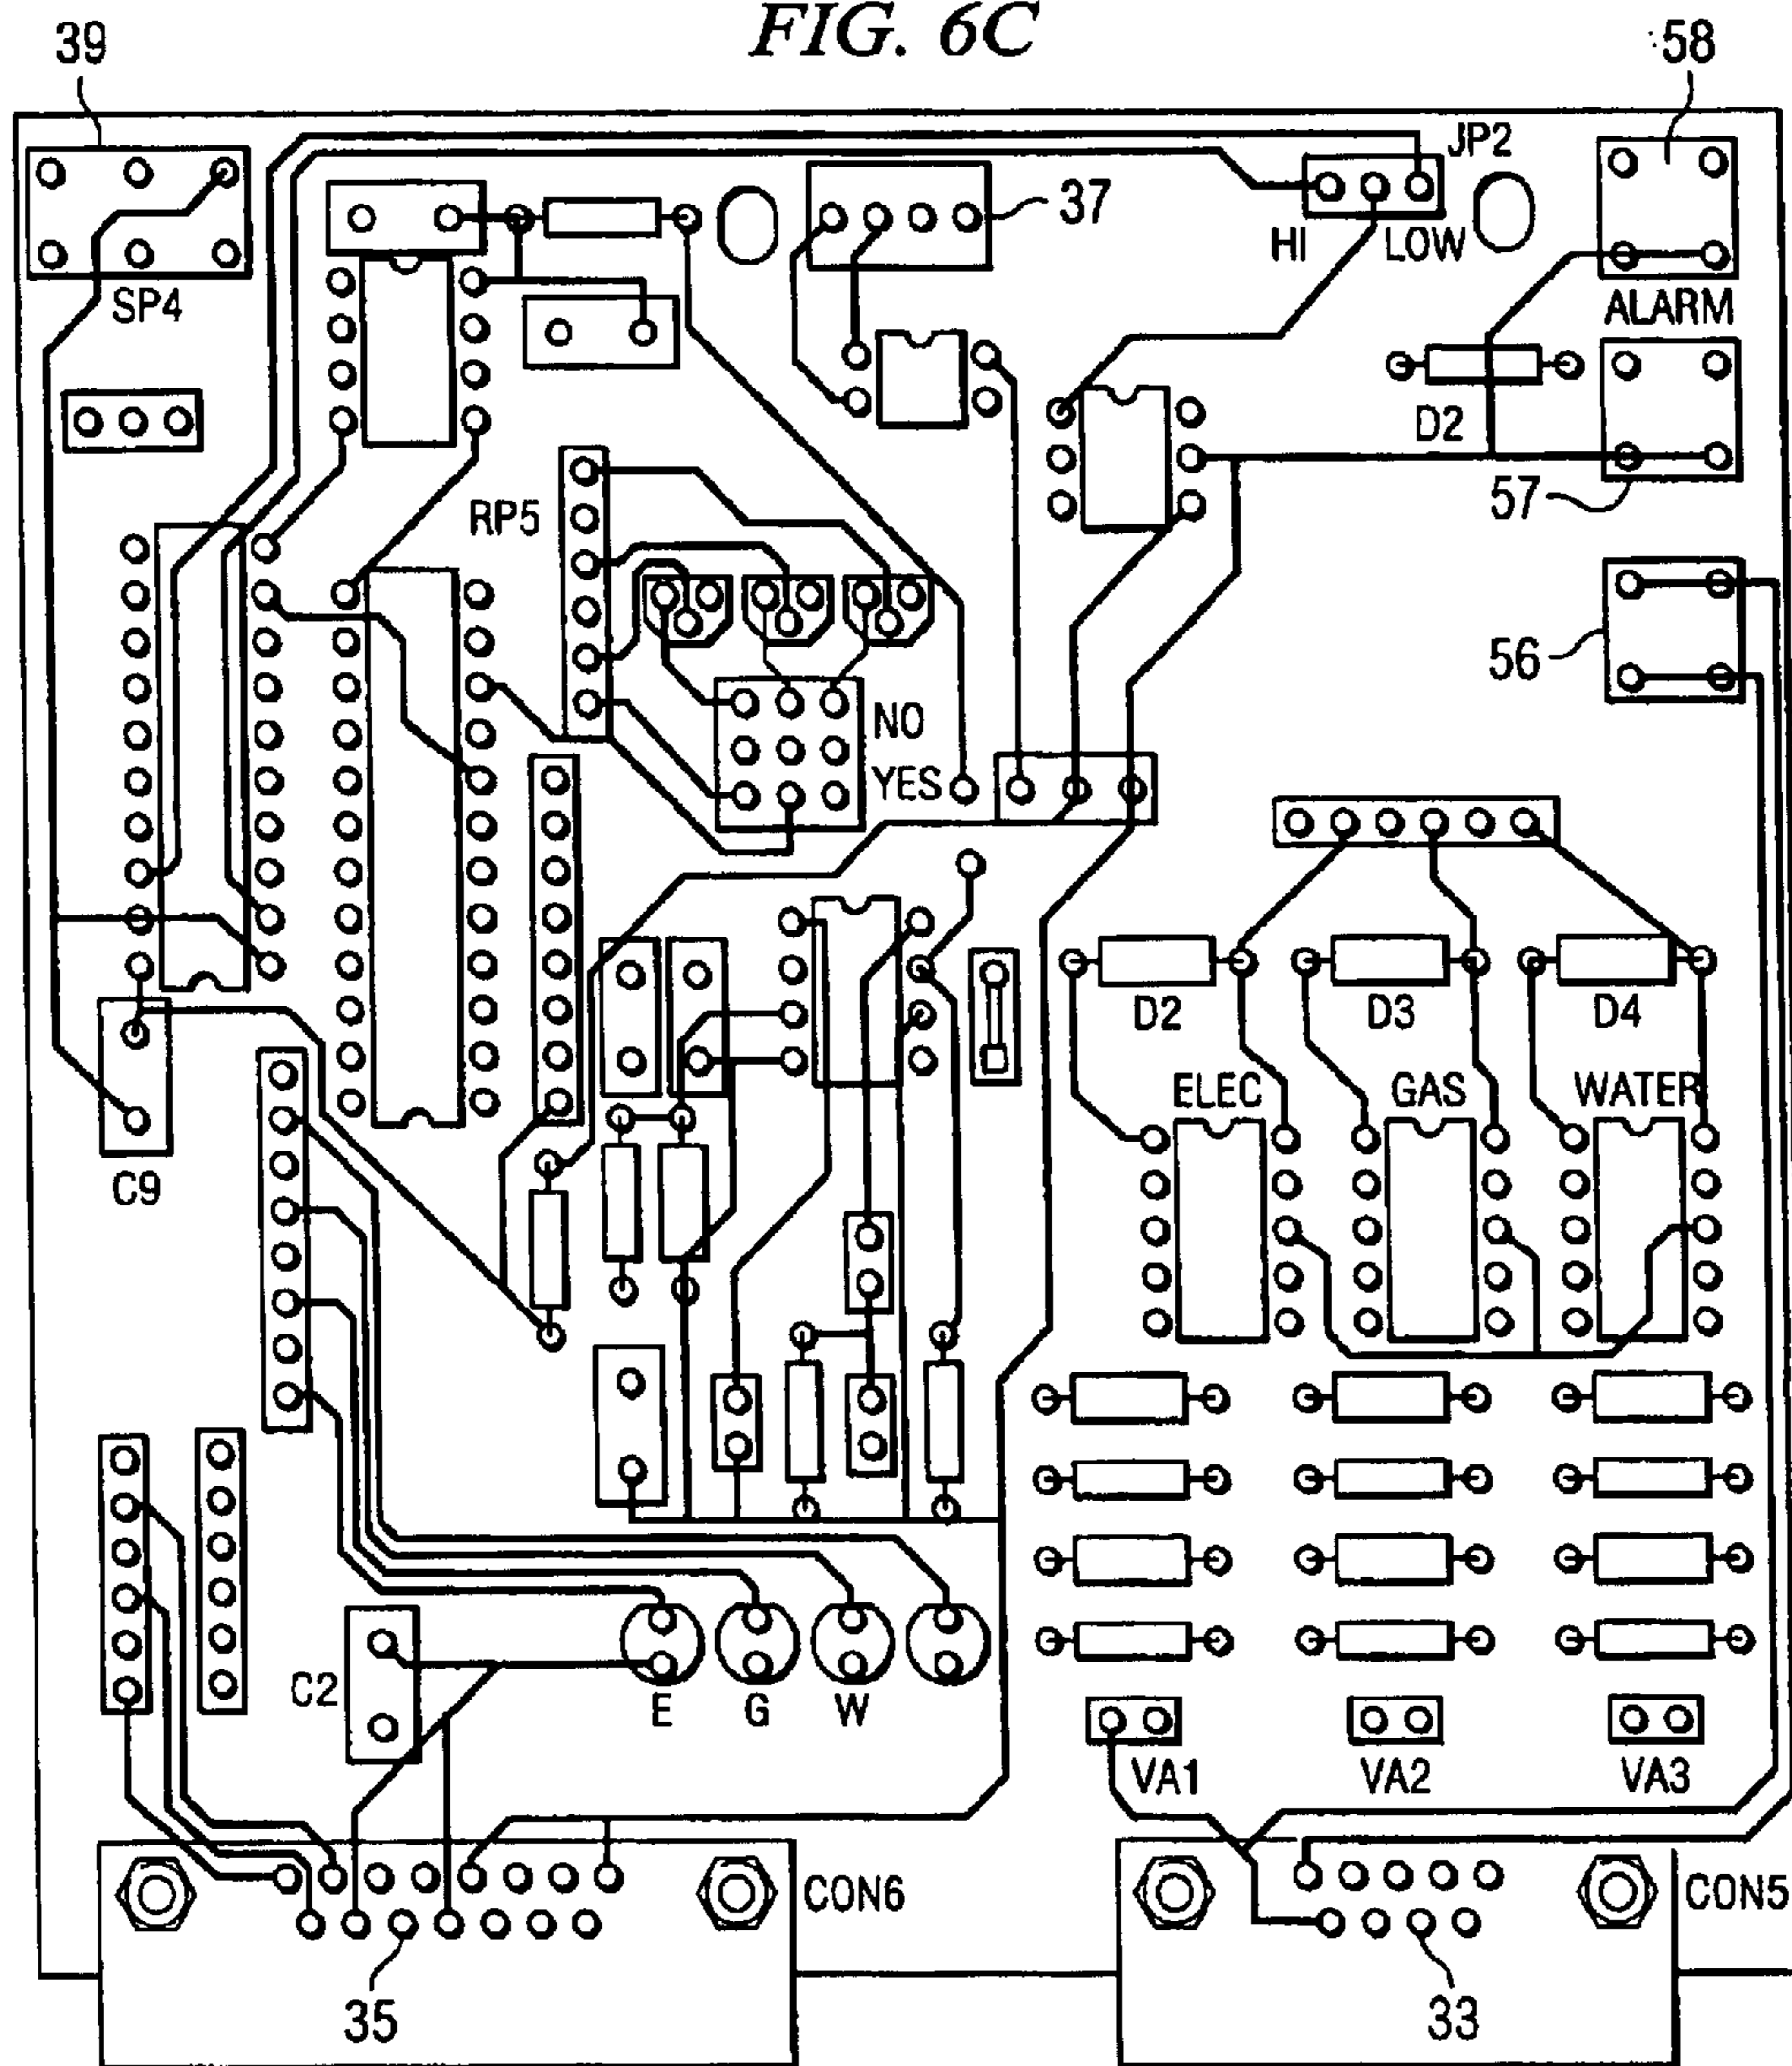 FIG. 6C
39
58
JP2
37
HI
LOW
SP4
ALARM
D2
RP5
57
56
NO
YES
D2
D3
D4
ELEC
GAS
WATER
C9
C2
E
G
W
VA1
VA2
VA3
CON6
CON5
35
33